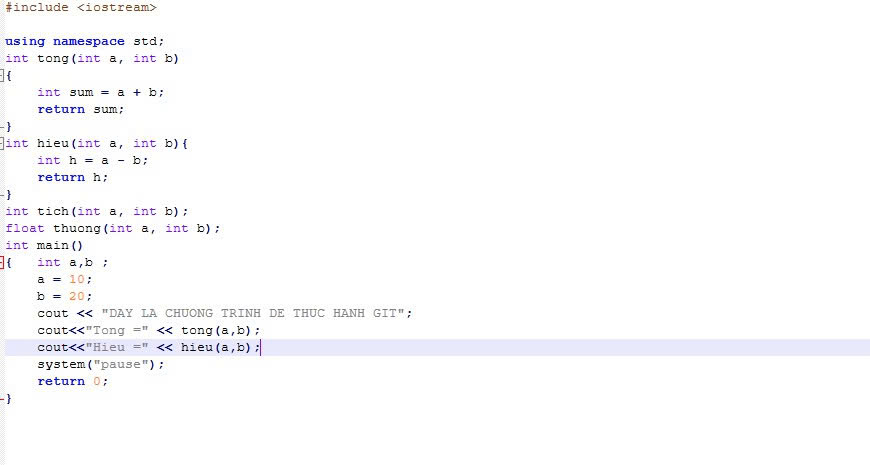 #include <iostream>

using namespace std;
int tong(int a, int b)
{
    int sum = a + b;
    return sum;
}
int hieu(int a, int b){
    int h = a - b;
    return h;
}
int tich(int a, int b);
float thuong(int a, int b);
int main()
{   int a,b ;
    a = 10;
    b = 20;
    cout << "DAY LA CHUONG TRINH DE THUC HANH GIT";
    cout<<"Tong =" << tong(a,b);
    cout<<"Hieu =" << hieu(a,b);
    system("pause");
    return 0;
}